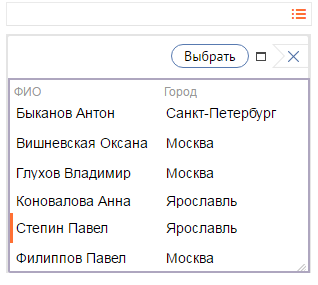 Выбрать
ФИО Город
Быканов Антон Санкт-Петербург
Вишневская Оксана Москва
Глухов Владимир Москва
Коновалова Анна Ярославль
Степин Павел Ярославль
Филиппов Павел Москва